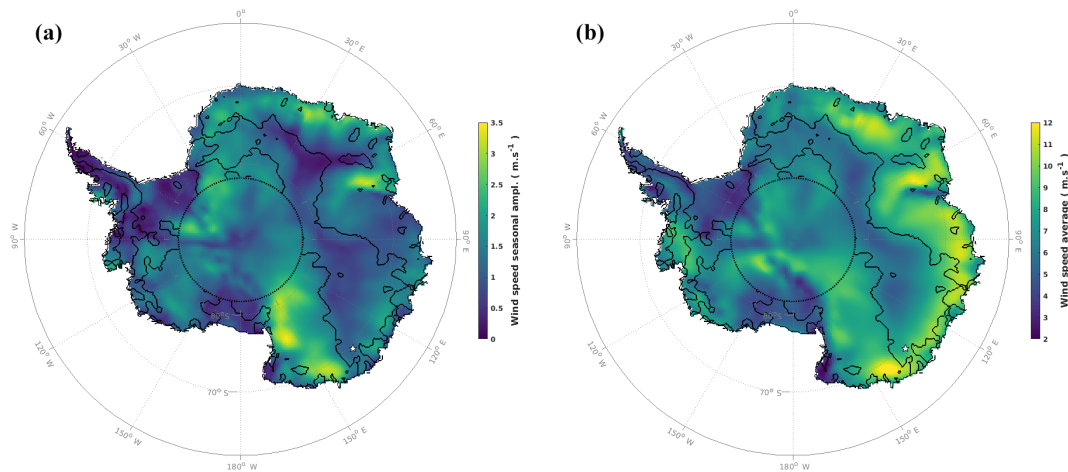 (a)
0°
30° E
60° E
90° E
120° E
150° E
180° W
150° W
120° W
90° W
60° W
30° W
80° S
70° S
3.5
3
2.5
2
1.5
1
0.5
0
Wind speed seasonal ampl. ( m.s-1 )
(b)
0°
30° E
60° E
90° E
120° E
150° E
180° W
150° W
120° W
90° W
60° W
30° W
80° S
70° S
12
11
10
9
8
7
6
5
4
3
2
Wind speed average ( m.s-1 )